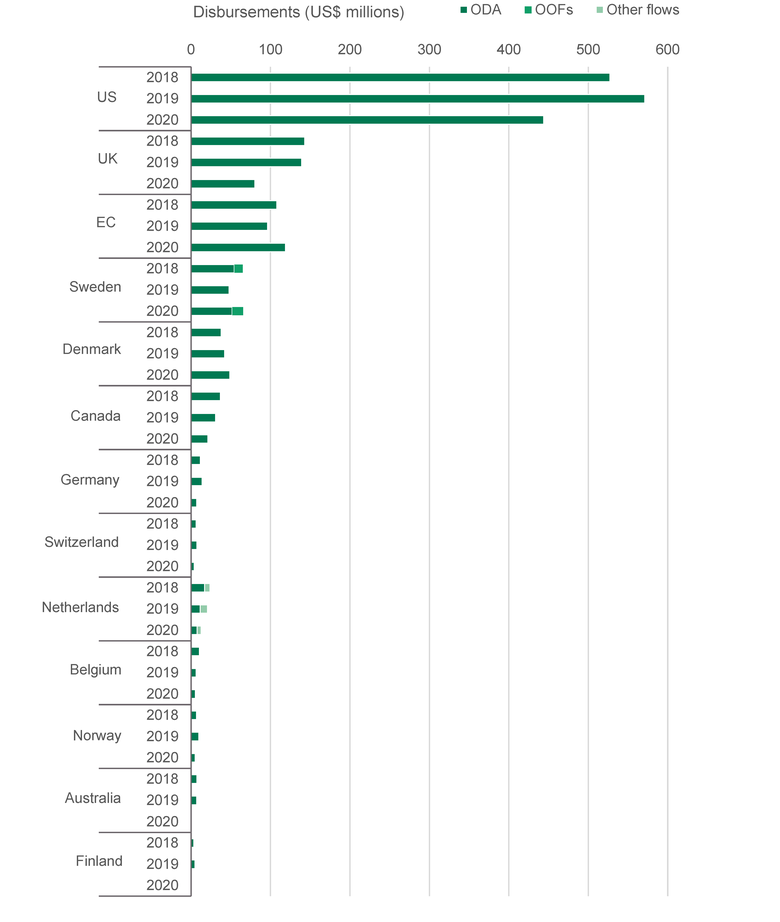 Disbursements (US$ millions) ODA OOFs Other flows
0 100 200 300 400 500 600
2018
US 2019
2020
2018
UK 2019
2020
2018
EC 2019
2020
2018
Sweden 2019
2020
2018
Denmark 2019
2020
2018
Canada 2019
2020
2018
Germany 2019
2020
2018
Switzerland 2019
2020
2018
Netherlands 2019
2020
2018
Belgium 2019
2020
2018
Norway 2019
2020
2018
Australia 2019
2020
2018
Finland 2019
2020